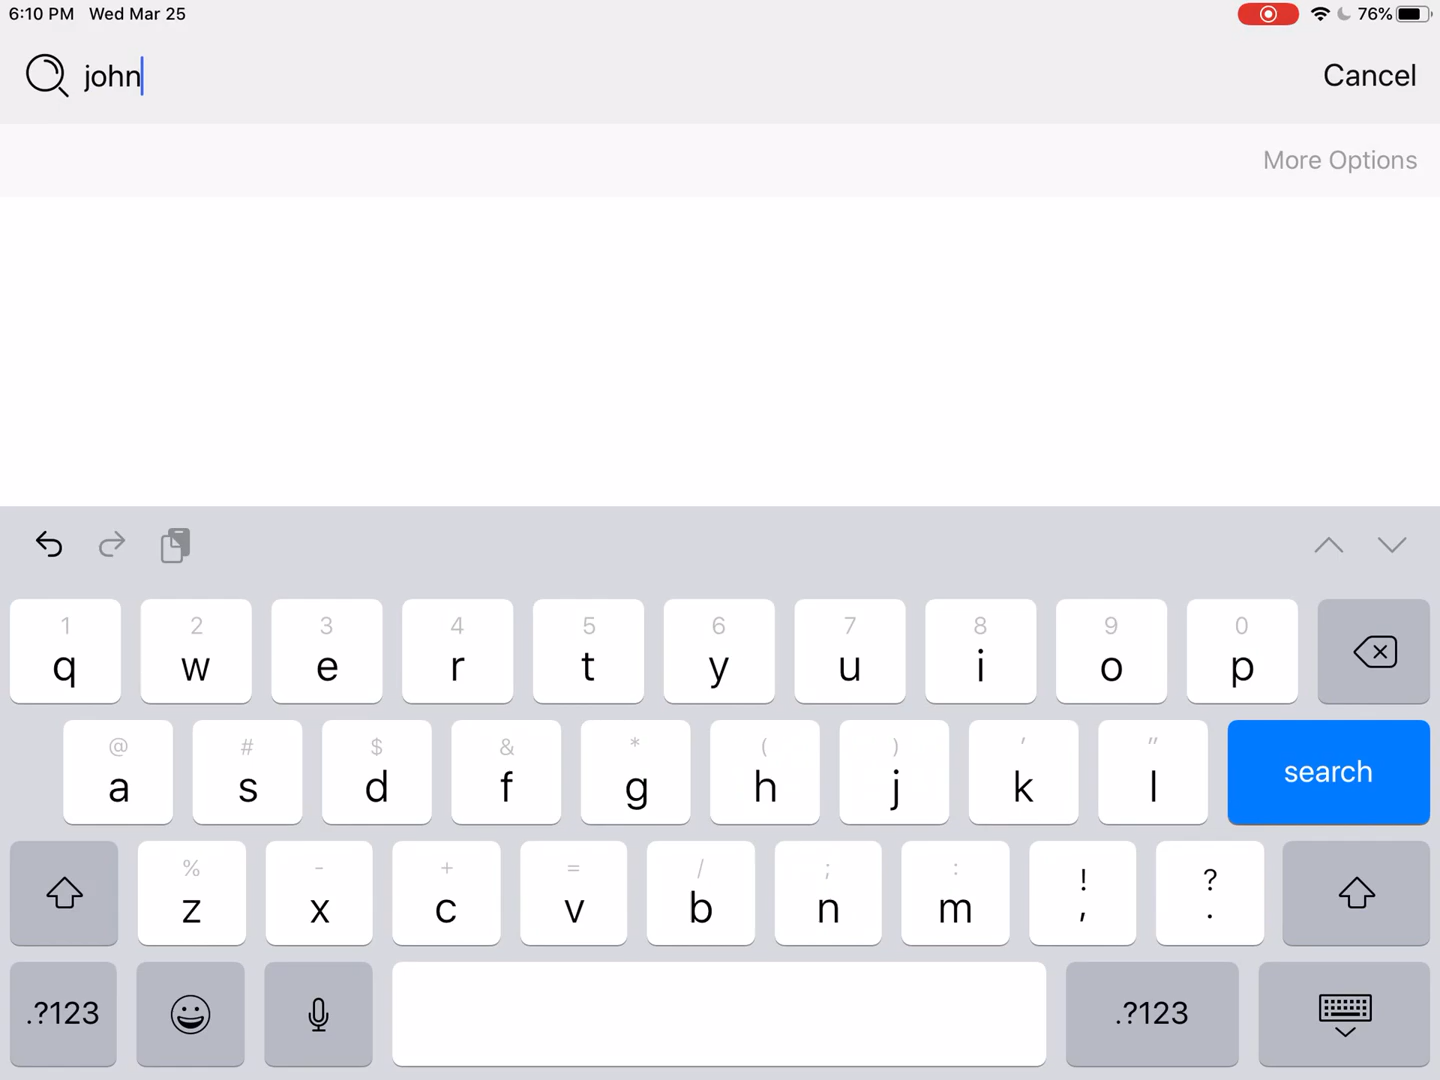 6:10 PM Wed Mar 25 76%
john Cancel
More Options
1 2 3 4 5 6 7 8 9 0
q w e r t y u i o p
@ # $ & * ( ) ' "
a s d f g h j k l search
% - + = / ; : ! ?
z x c v b n m , .
.?123 .?123